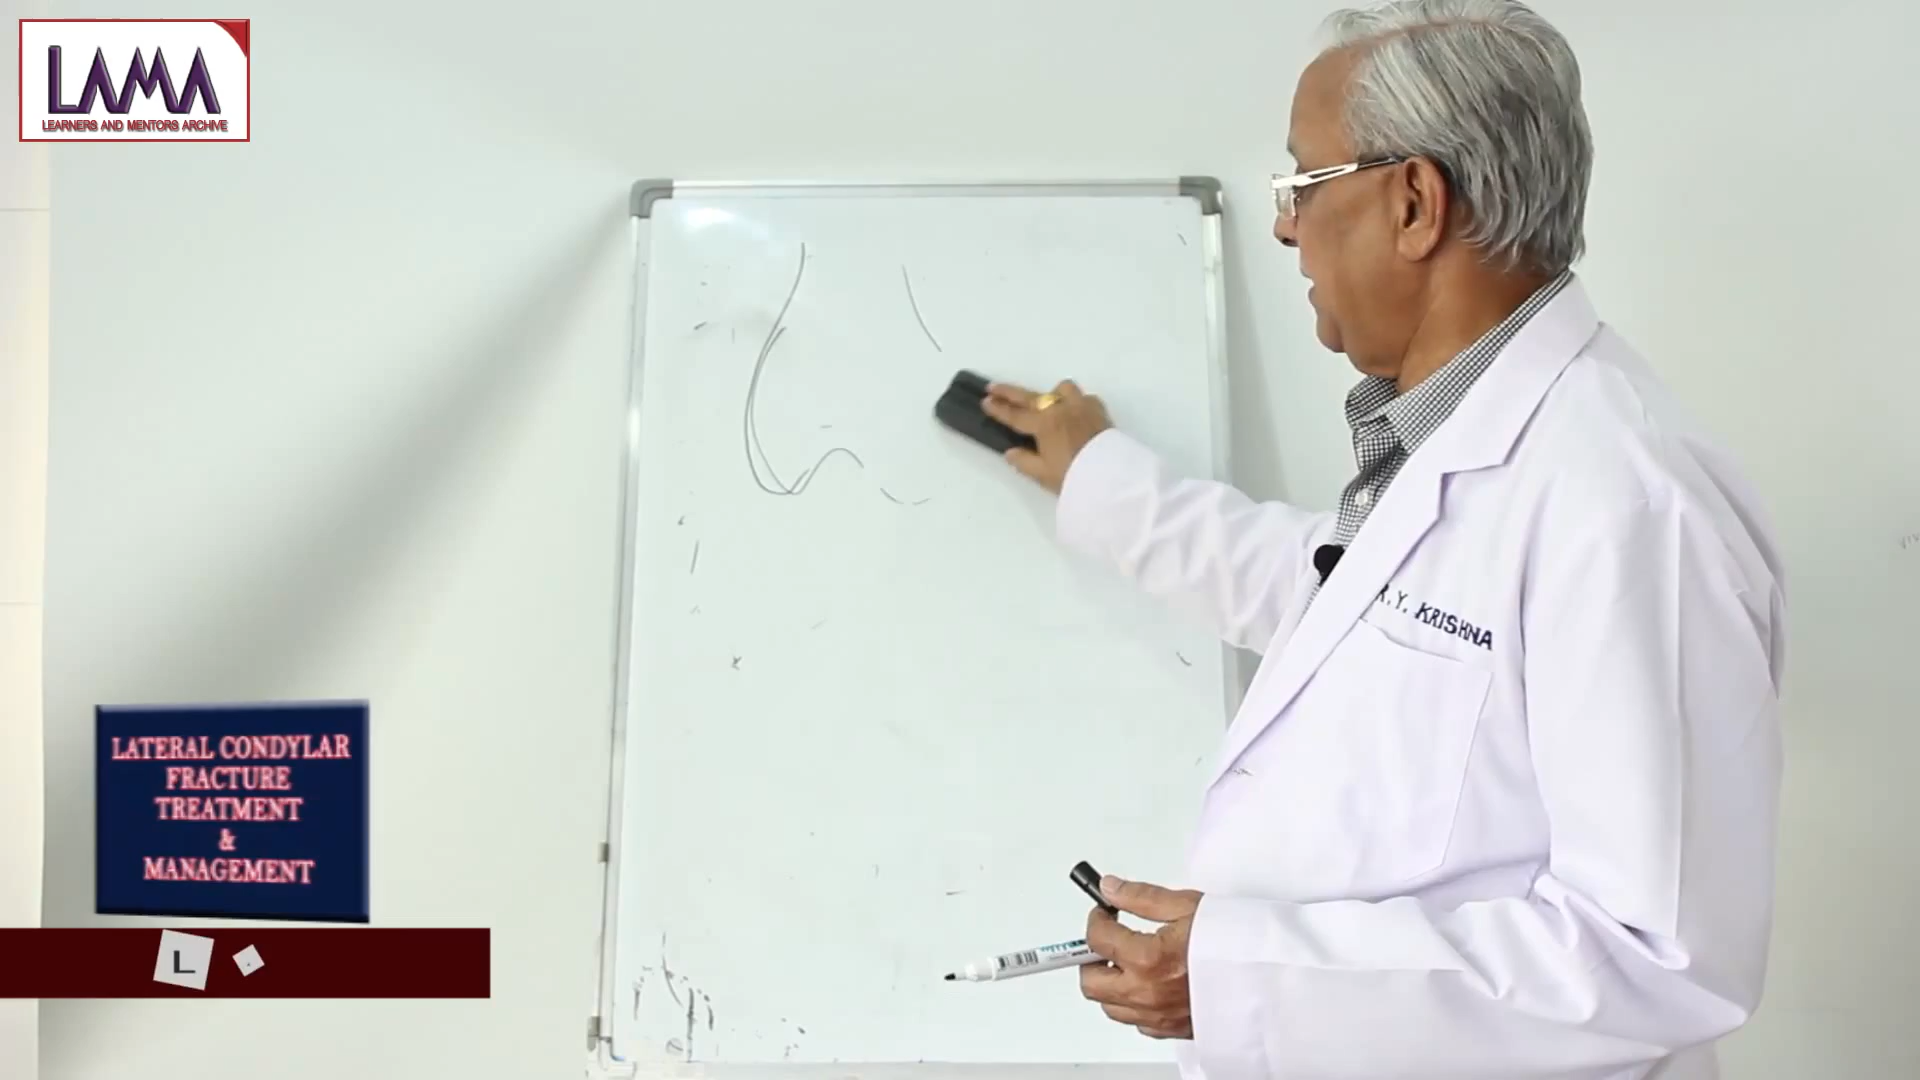 LAMA
LEARNERS AND MENTORS ARCHIVE
R. Y. KRISHNA
LATERAL CONDYLAR
FRACTURE
TREATMENT
&
MANAGEMENT
L